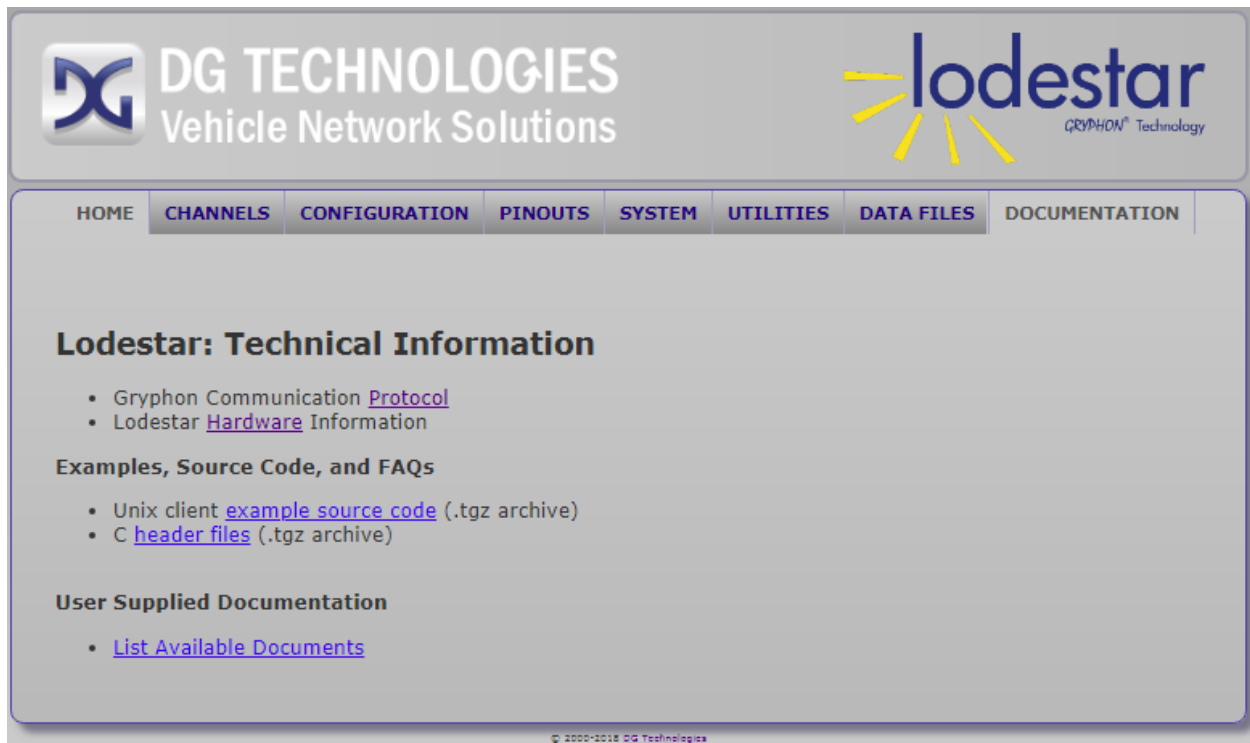 DG TECHNOLOGIES
Vehicle Network Solutions
lodestar
GRYPHON® Technology
HOME CHANNELS CONFIGURATION PINOUTS SYSTEM UTILITIES DATA FILES DOCUMENTATION
Lodestar: Technical Information
• Gryphon Communication Protocol
• Lodestar Hardware Information
Examples, Source Code, and FAQs
• Unix client example source code (.tgz archive)
• C header files (.tgz archive)
User Supplied Documentation
• List Available Documents
© 2000-2018 DG Technologies